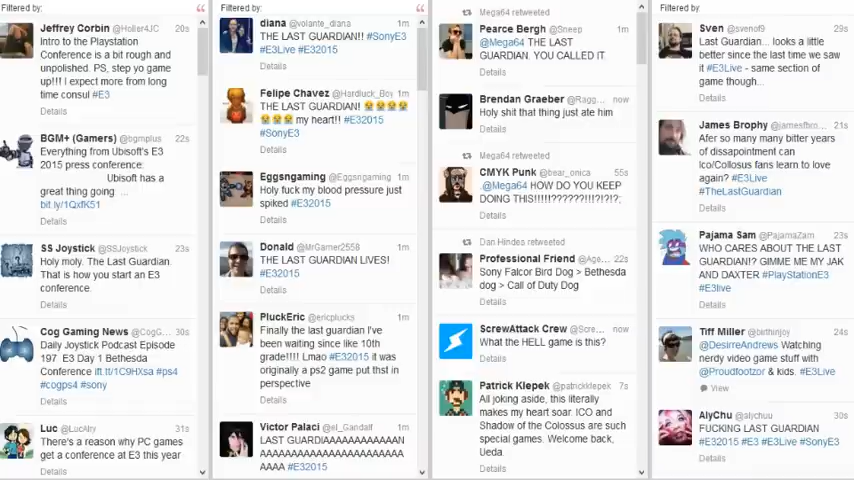 Filtered by:
Jeffrey Corbin @Holler4JC 20s
Intro to the Playstation
Conference is a bit rough and
unpolished. PS, step yo game
up!!! I expect more from long
time consul #E3
Details
BGM+ (Gamers) @bgmplus 22s
Everything from Ubisoft's E3
2015 press conference:
Ubisoft has a
great thing going ...
bit.ly/1QxfK51
Details
SS Joystick @SSJoystick 23s
Holy moly. The Last Guardian.
That is how you start an E3
conference.
Details
Cog Gaming News @CogG... 30s
Daily Joystick Podcast Episode
197 E3 Day 1 Bethesda
Conference ift.tt/1C9HXsa #ps4
#cogps4 #sony
Details
Luc @LucAlry 31s
There's a reason why PC games
get a conference at E3 this year
Details
Filtered by:
diana @volante_diana 1m
THE LAST GUARDIAN!! #SonyE3
#E3Live #E32015
Details
Felipe Chavez @Hardluck_Boy 1m
THE LAST GUARDIAN! 😭😭😭😭
😭😭😭 my heart!! #E32015
#SonyE3
Details
Eggsngaming @Eggsngaming 1m
Holy fuck my blood pressure just
spiked #E32015
Details
Donald @MrGamer2558 1m
THE LAST GUARDIAN LIVES!
#E32015
Details
PluckEric @ericplucks 1m
Finally the last guardian I've
been waiting since like 10th
grade!!!! Lmao #E32015 it was
originally a ps2 game put thst in
perspective
Details
Victor Palaci @el_Gandalf 1m
LAST GUARDIAAAAAAAAAAAAN
AAAAAAAAAAAAAAAAAAAAAAA
AAAA #E32015
Mega64 retweeted
Pearce Bergh @Sneep 1m
@Mega64 THE LAST
GUARDIAN. YOU CALLED IT.
Details
Brendan Graeber @Ragg... now
Holy shit that thing just ate him
Details
Mega64 retweeted
CMYK Punk @bear_onica 55s
.@Mega64 HOW DO YOU KEEP
DOING THIS!!!!!??????!!!?!?!?;
Details
Dan Hindes retweeted
Professional Friend @Age... 22s
Sony Falcor Bird Dog > Bethesda
dog > Call of Duty Dog
Details
ScrewAttack Crew @Scre... now
What the HELL game is this?
Details
Patrick Klepek @patrickklepek 7s
All joking aside, this literally
makes my heart soar. ICO and
Shadow of the Colossus are such
special games. Welcome back,
Ueda.
Details
Filtered by:
Sven @svenof9 29s
Last Guardian... looks a little
better since the last time we saw
it #E3Live - same section of
game though...
Details
James Brophy @jamesfbro... 21s
Afer so many many bitter years
of dissapointment can
Ico/Collosus fans learn to love
again? #E3Live
#TheLastGuardian
Details
Pajama Sam @PajamaZam 23s
WHO CARES ABOUT THE LAST
GUARDIAN!? GIMME ME MY JAK
AND DAXTER #PlayStationE3
#E3live
Details
Tiff Miller @birthinjoy 24s
@DesirreAndrews Watching
nerdy video game stuff with
@Proudfootzor & kids. #E3Live
View
AlyChu @alychuu 30s
FUCKING LAST GUARDIAN
#E32015 #E3 #E3Live #SonyE3
Details